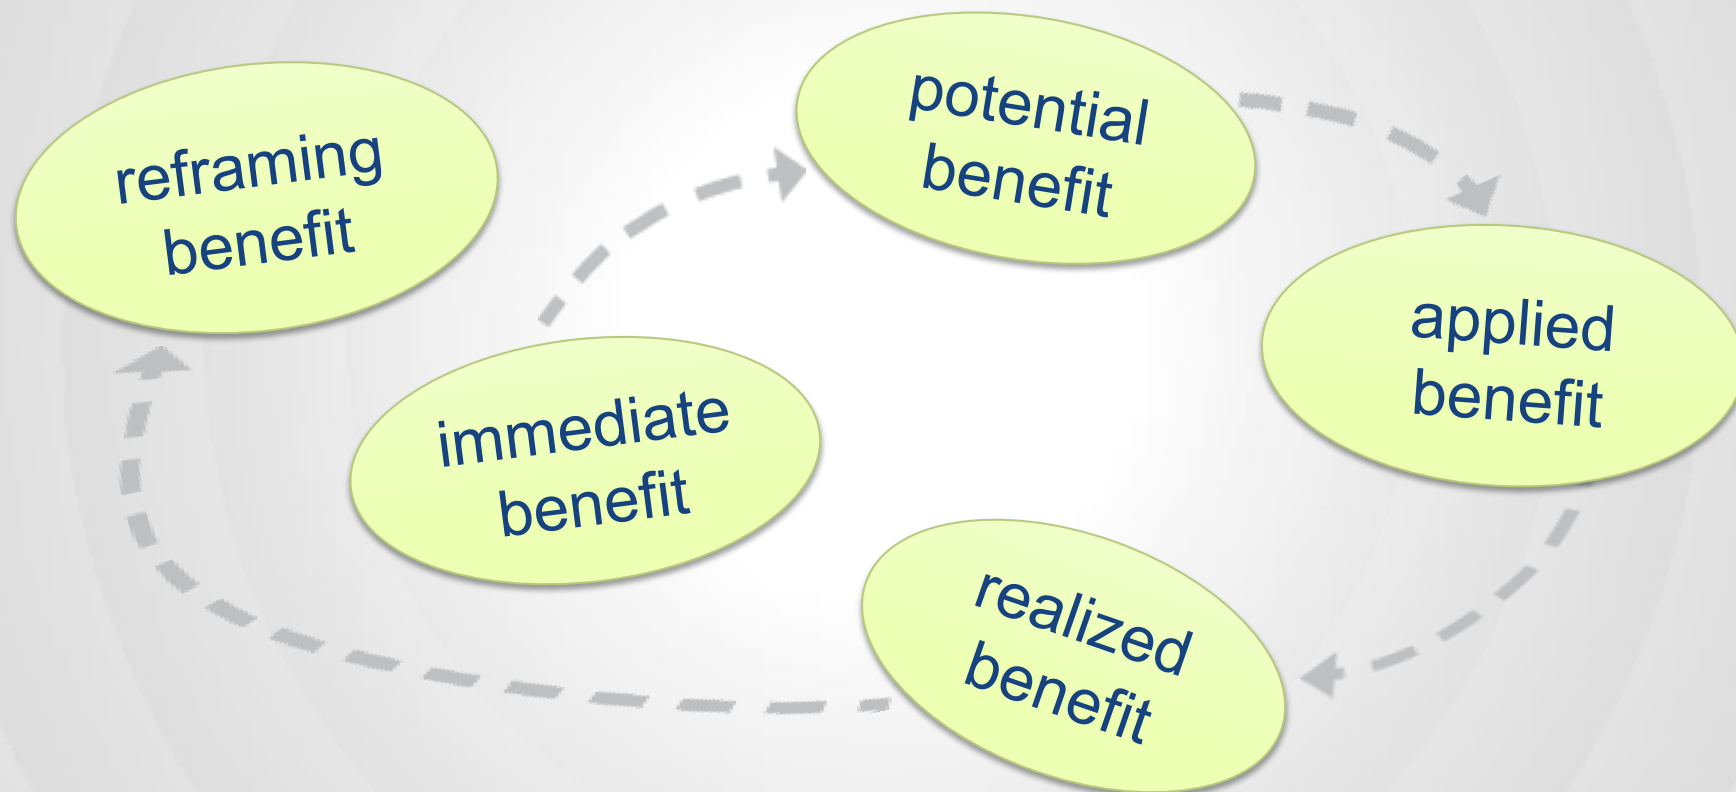 reframing
benefit
potential
benefit
applied
benefit
immediate
benefit
realized
benefit